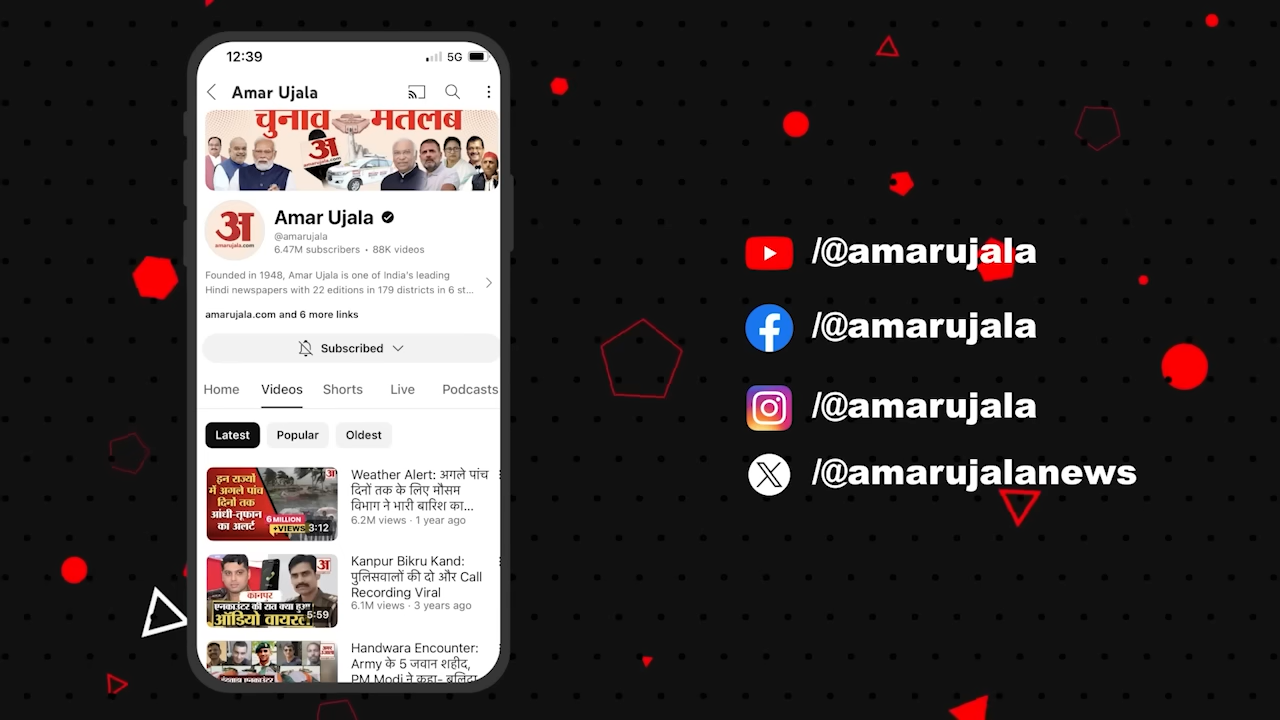 12:39
5G
Amar Ujala
चुनाव मतलब
अ
amarujala.com
अ
amarujala.com
Amar Ujala
@amarujala
6.47M subscribers • 88K videos
Founded in 1948, Amar Ujala is one of India's leading
Hindi newspapers with 22 editions in 179 districts in 6 st...
amarujala.com and 6 more links
Subscribed
Home Videos Shorts Live Podcasts
Latest Popular Oldest
इन राज्यों
में अगले पांच
दिनों तक
आंधी-तूफान
का अलर्ट
अ
6 MILLION
+VIEWS
3:12
Weather Alert: अगले पांच
दिनों तक के लिए मौसम
विभाग ने भारी बारिश का...
6.2M views · 1 year ago
अ
कानपुर
एनकाउंटर की रात क्या हुआ
ऑडियो वायरल
5:59
Kanpur Bikru Kand:
पुलिसवालों की दो और Call
Recording Viral
6.1M views · 3 years ago
Handwara Encounter:
Army के 5 जवान शहीद,
PM Modi ने कहा- बलिदा
/@amarujala
/@amarujala
/@amarujala
/@amarujalanews